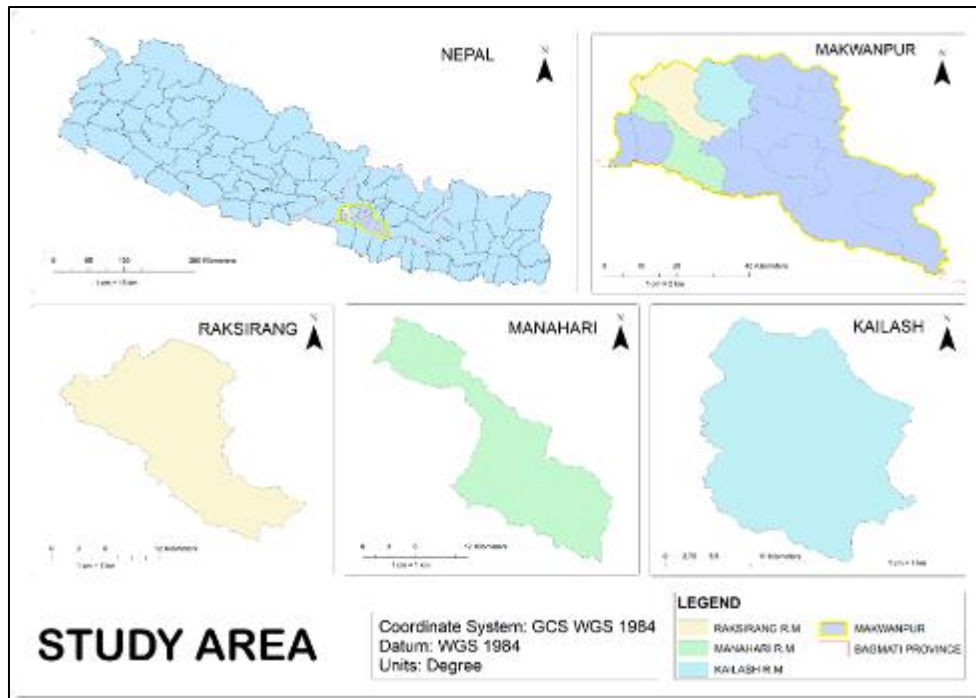 NEPAL
N
MAKWANPUR
N
RAKSIRANG
N
MANAHARI
N
KAILASH
N
STUDY AREA
Coordinate System: GCS WGS 1984
Datum: WGS 1984
Units: Degree
LEGEND
RAKSIRANG R.M
MANAHARI R.M
KAILASH R.M
MAKWANPUR
BAGMATI PROVINCE